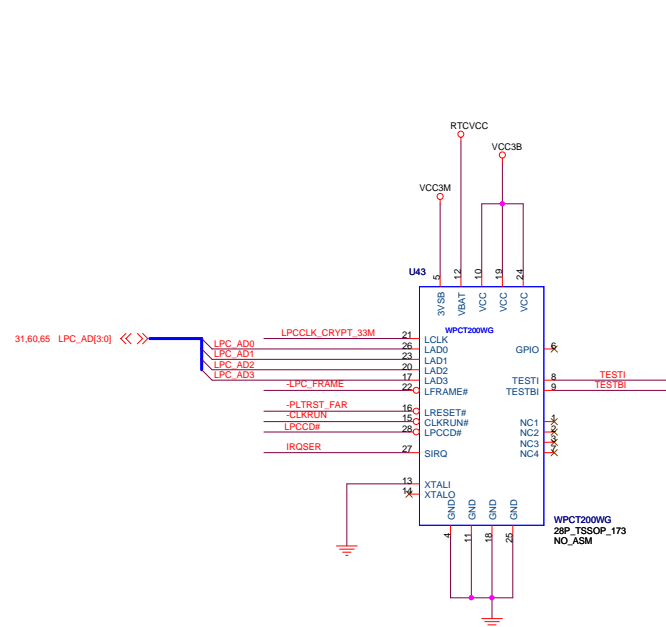 RTCVCC
VCC3B
VCC3M
U43
5
12
10
19
24
3VSB
VBAT
VCC
VCC
VCC
WPCT200WG
31,60,65 LPC_AD[3:0]
LPCCLK_CRYPT_33M
21
LCLK
LPC_AD0
26
LAD0
GPIO
6
LPC_AD1
23
LAD1
LPC_AD2
20
LAD2
LPC_AD3
17
LAD3
TESTI
8
TESTI
-LPC_FRAME
22
LFRAME#
TESTBI
9
TESTBI
-PLTRST_FAR
16
LRESET#
-CLKRUN
15
CLKRUN#
NC1
1
LPCCD#
28
LPCCD#
NC2
2
NC3
3
IRQSER
27
SIRQ
NC4
7
13
XTALI
14
XTALO
GND
GND
GND
GND
4
11
18
25
WPCT200WG
28P_TSSOP_173
NO_ASM